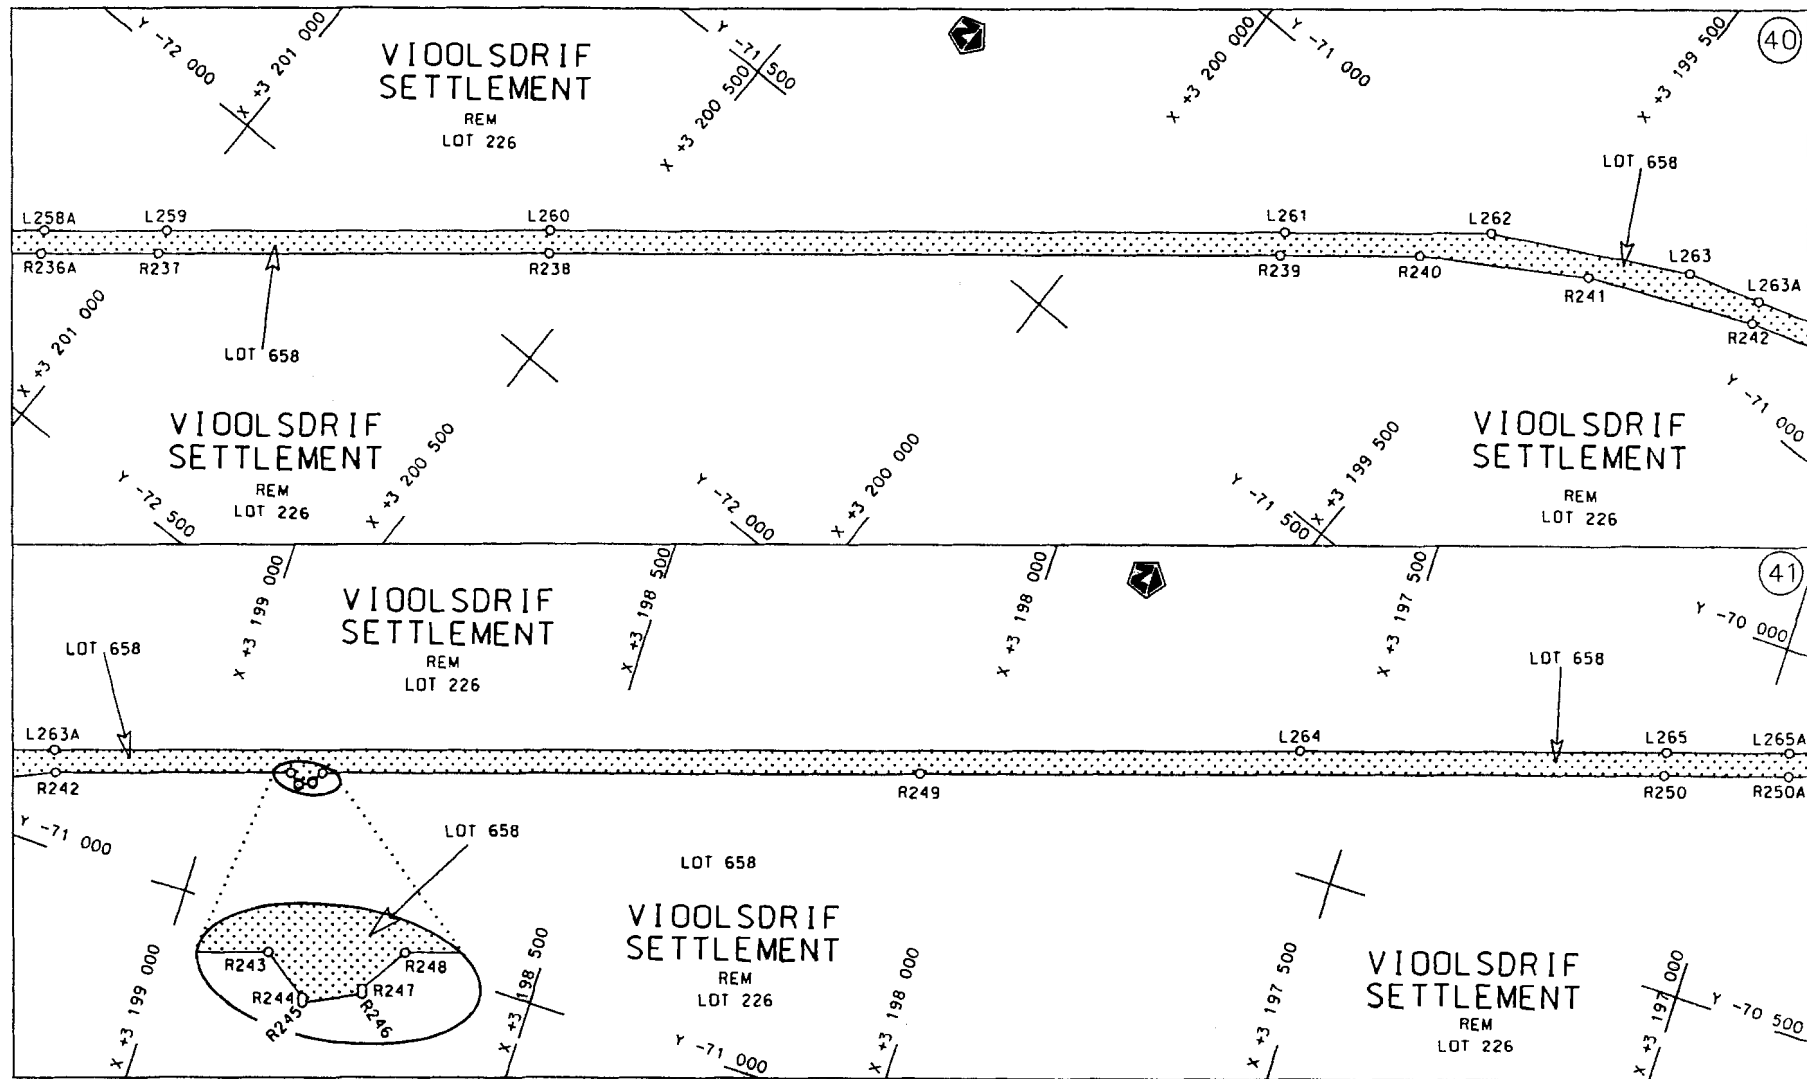 Y -72 000
X +3 201 000
VIOOLSDRIF
SETTLEMENT
REM
LOT 226
Y -71 500
X +3 200 500
X +3 200 000
Y -71 000
X +3 199 500
40
LOT 658
L258A
L259
L260
L261
L262
L263
L263A
R236A
R237
R238
R239
R240
R241
R242
X +3 201 000
LOT 658
VIOOLSDRIF
SETTLEMENT
REM
LOT 226
Y -72 500
X +3 200 500
Y -72 000
X +3 200 000
Y -71 500
X +3 199 500
VIOOLSDRIF
SETTLEMENT
REM
LOT 226
Y -71 000
X +3 199 000
VIOOLSDRIF
SETTLEMENT
REM
LOT 226
X +3 198 500
X +3 198 000
X +3 197 500
41
Y -70 000
LOT 658
LOT 658
L263A
L264
L265
L265A
R242
R249
R250
R250A
Y -71 000
LOT 658
R243
R248
R244
R247
R245
R246
X +3 199 000
X +3 198 500
LOT 658
VIOOLSDRIF
SETTLEMENT
REM
LOT 226
Y -71 000
X +3 198 000
X +3 197 500
VIOOLSDRIF
SETTLEMENT
REM
LOT 226
X +3 197 000
Y -70 500